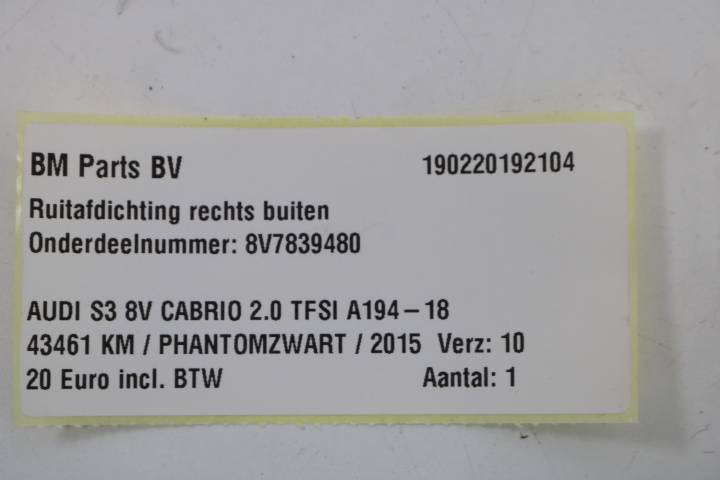 BM Parts BV 190220192104
Ruitafdichting rechts buiten
Onderdeelnummer: 8V7839480
AUDI S3 8V CABRIO 2.0 TFSI A194-18
43461 KM / PHANTOMZWART / 2015 Verz: 10
20 Euro incl. BTW Aantal: 1